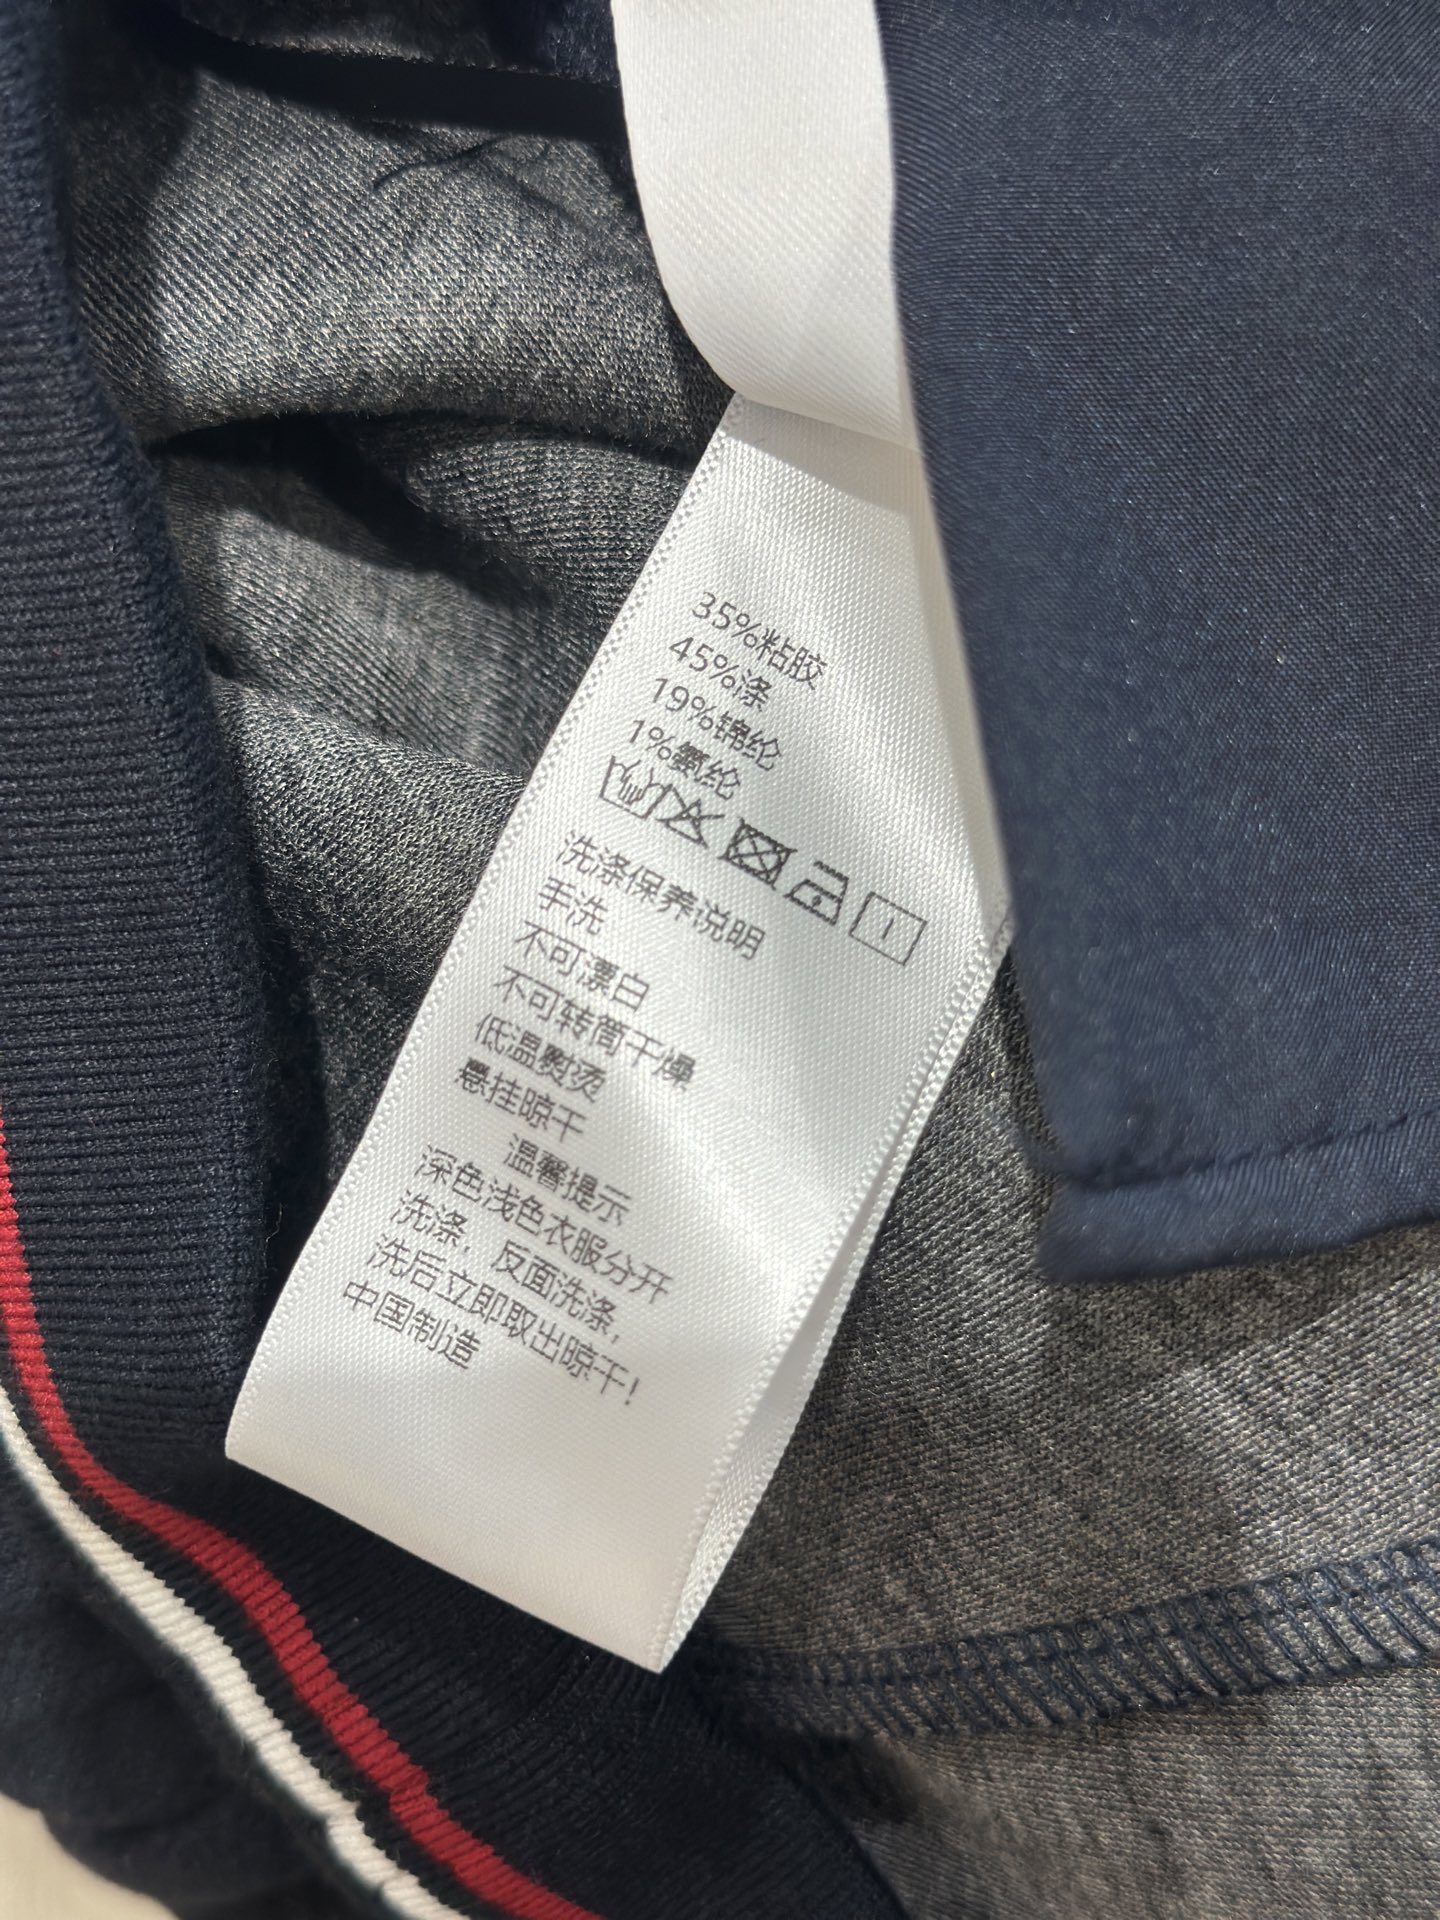 35%粘胶
45%涤
19%锦纶
1%氨纶
洗涤保养说明
手洗
不可漂白
不可转筒干燥
低温熨烫
悬挂晾干
温馨提示
深色浅色衣服分开
洗涤，反面洗涤，
洗后立即取出晾干！
中国制造